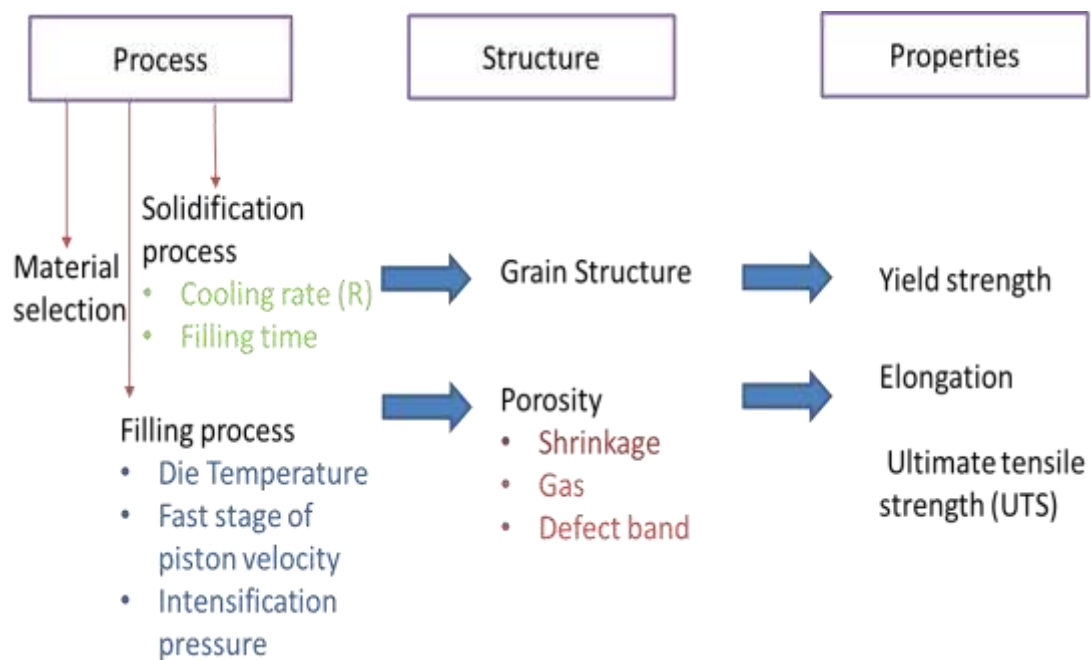 Process
Structure
Properties
Solidification
process
• Cooling rate (R)
• Filling time
Material
selection
Grain Structure
Yield strength
Filling process
• Die Temperature
• Fast stage of
piston velocity
• Intensification
pressure
Porosity
• Shrinkage
• Gas
• Defect band
Elongation
Ultimate tensile
strength (UTS)